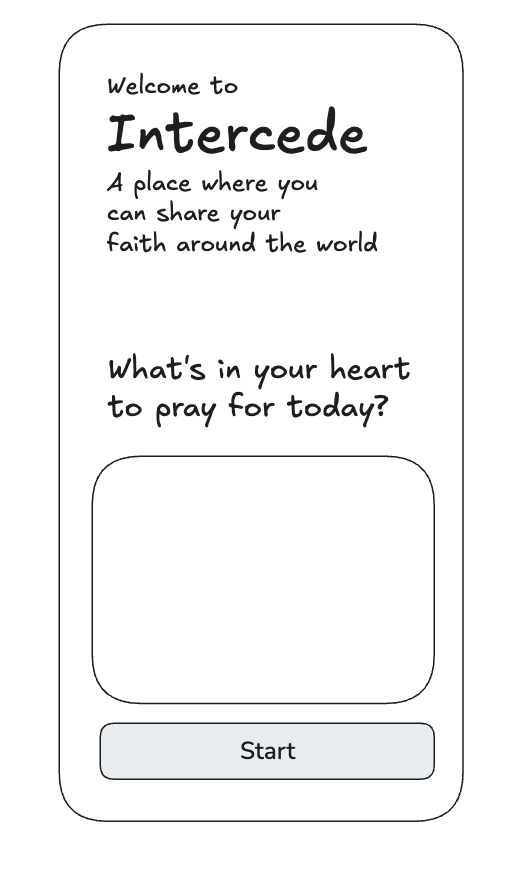 Welcome to
Intercede
A place where you
can share your
faith around the world
What's in your heart
to pray for today?
Start